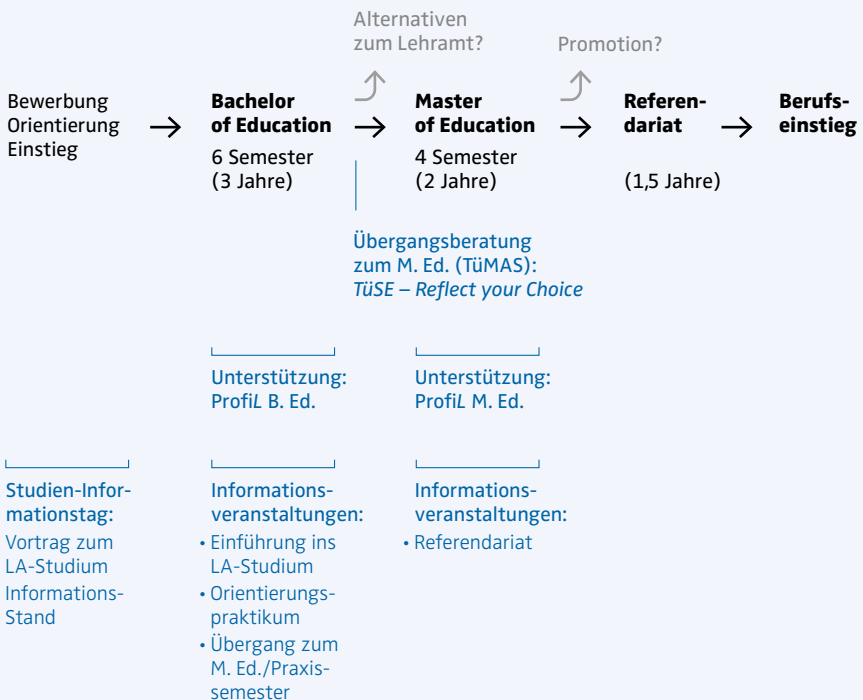 Alternativen
zum Lehramt?
Promotion?
Bewerbung
Orientierung
Einstieg
Bachelor
of Education
6 Semester
(3 Jahre)
Master
of Education
4 Semester
(2 Jahre)
Referen-
dariat
(1,5 Jahre)
Berufs-
einstieg
Übergangsberatung
zum M. Ed. (TüMAS):
TüSE – Reflect your Choice
Unterstützung:
ProfiL B. Ed.
Unterstützung:
ProfiL M. Ed.
Studien-Infor-
mationstag:
Vortrag zum
LA-Studium
Informations-
Stand
Informations-
veranstaltungen:
• Einführung ins
LA-Studium
• Orientierungs-
praktikum
• Übergang zum
M. Ed./Praxis-
semester
Informations-
veranstaltungen:
• Referendariat